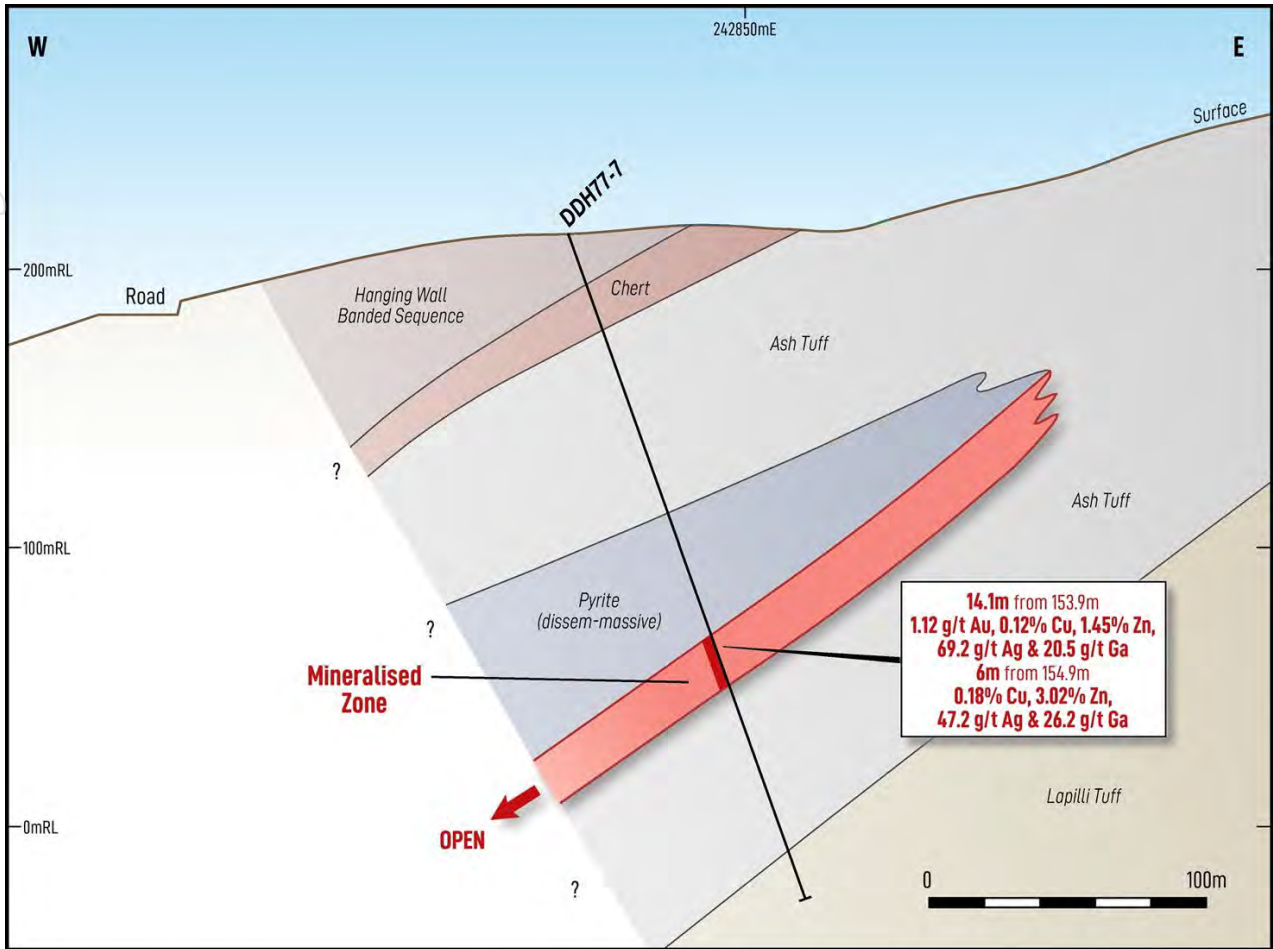 242850mE
W
E
Surface
DDH77-7
200mRL
Road
Hanging Wall
Banded Sequence
Chert
Ash Tuff
?
100mRL
Ash Tuff
Pyrite
(dissem-massive)
?
Mineralised
Zone
14.1m from 153.9m
1.12 g/t Au, 0.12% Cu, 1.45% Zn,
69.2 g/t Ag & 20.5 g/t Ga
6m from 154.9m
0.18% Cu, 3.02% Zn,
47.2 g/t Ag & 26.2 g/t Ga
Lapilli Tuff
0mRL
OPEN
?
0
100m